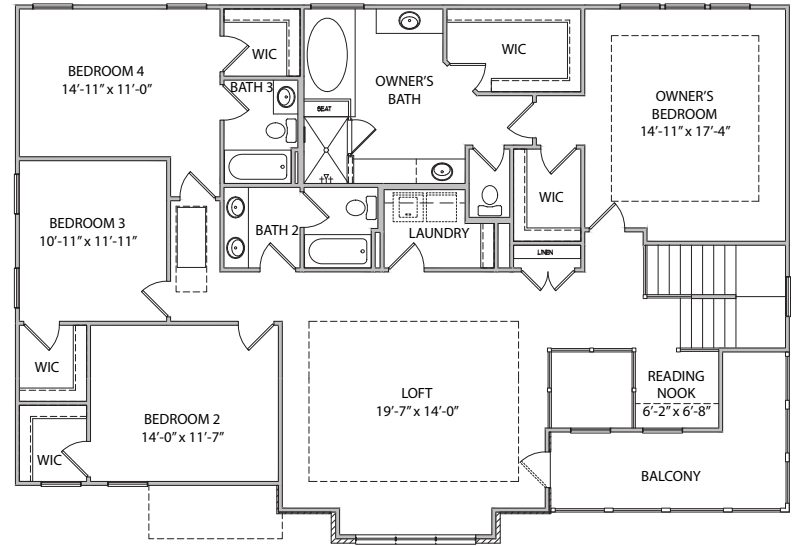 BEDROOM 4
14'-11" x 11'-0"
WIC
BATH 3
SEAT
OWNER'S
BATH
WIC
OWNER'S
BEDROOM
14'-11" x 17'-4"
WIC
BEDROOM 3
10'-11" x 11'-11"
BATH 2
LAUNDRY
LINEN
WIC
BEDROOM 2
14'-0" x 11'-7"
WIC
LOFT
19'-7" x 14'-0"
READING
NOOK
6'-2" x 6'-8"
BALCONY